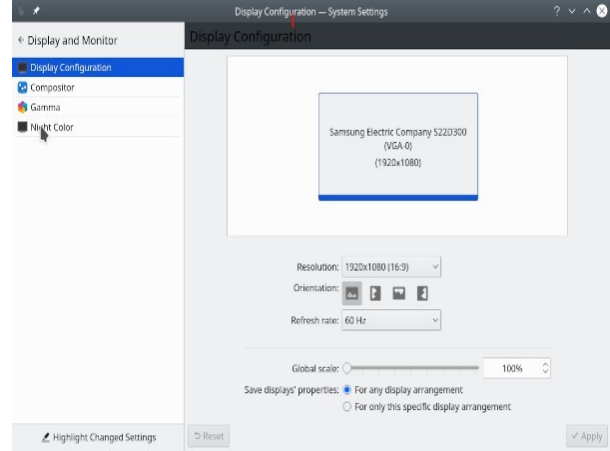 Display Configuration — System Settings
Display and Monitor
Display Configuration
Display Configuration
Compositor
Gamma
Night Color
Samsung Electric Company S22D300
(VGA-0)
(1920x1080)
Resolution: 1920x1080 (16:9)
Orientation:
Refresh rate: 60 Hz
Global scale: 100%
Save displays' properties: For any display arrangement
For only this specific display arrangement
Highlight Changed Settings
Reset
Apply